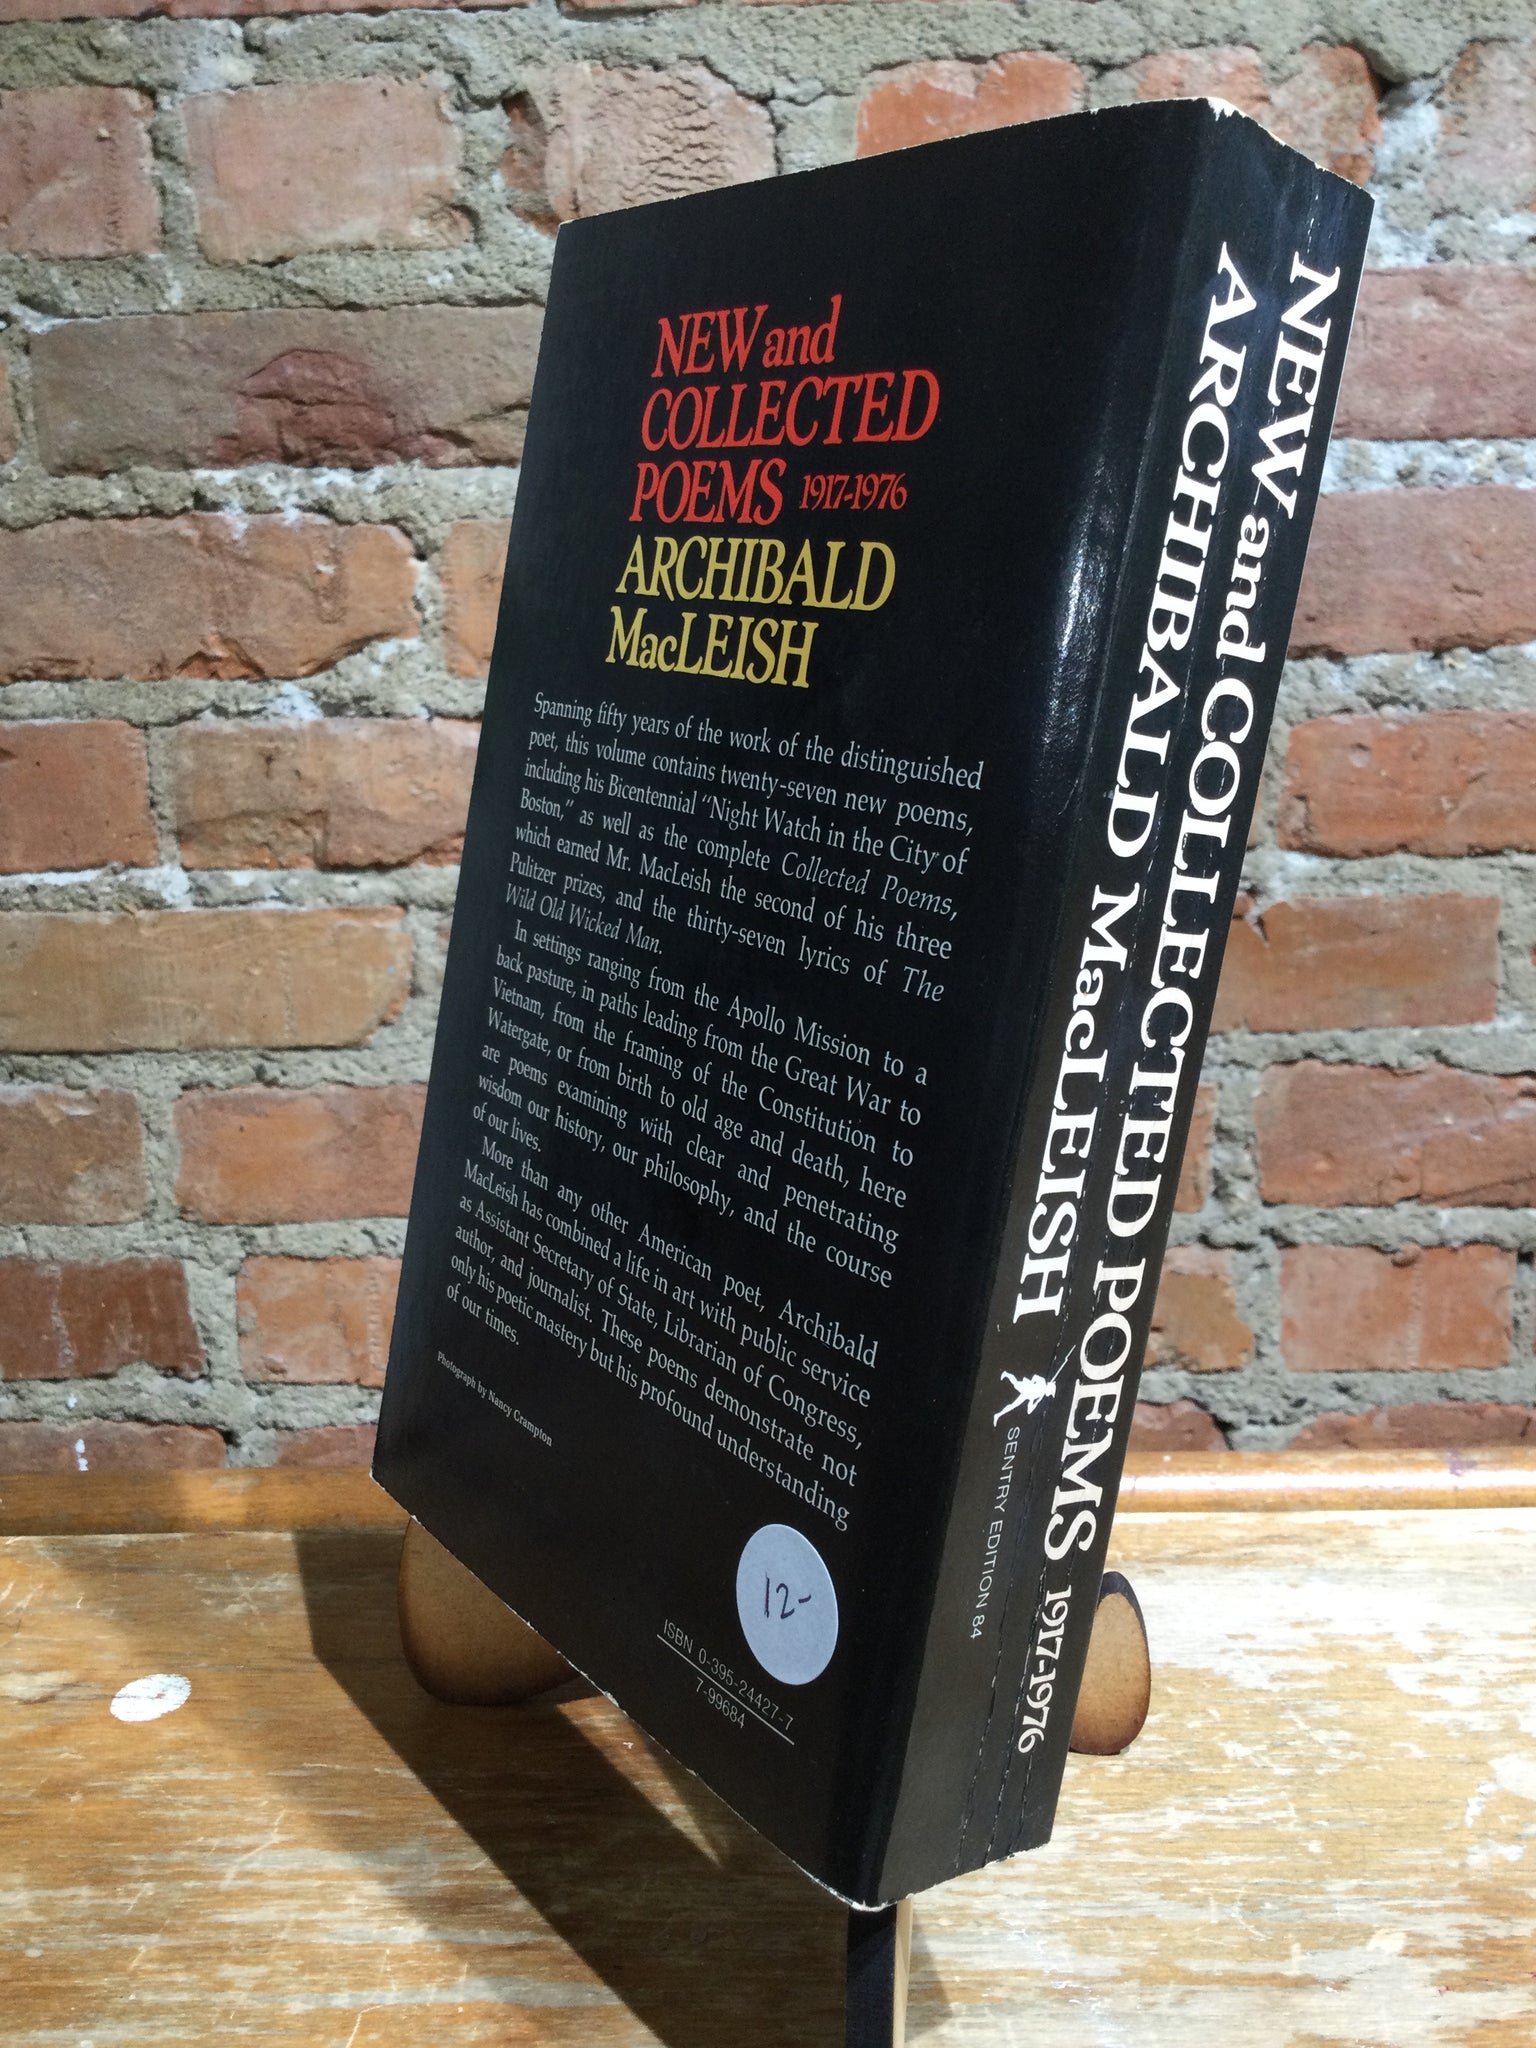 NEW and
COLLECTED
POEMS 1917-1976
ARCHIBALD
MacLEISH
Spanning fifty years of the work of the distinguished
poet, this volume contains twenty-seven new poems,
including his Bicentennial "Night Watch in the City of
Boston," as well as the complete Collected Poems,
which earned Mr. MacLeish the second of his three
Pulitzer prizes, and the thirty-seven lyrics of The
Wild Old Wicked Man.
In settings ranging from the Apollo Mission to a
back pasture, in paths leading from the Great War to
Vietnam, from the framing of the Constitution to
Watergate, or from birth to old age and death, here
are poems examining with clear and penetrating
wisdom our history, our philosophy, and the course
of our lives.
More than any other American poet, Archibald
MacLeish has combined a life in art with public service
as Assistant Secretary of State, Librarian of Congress,
author, and journalist. These poems demonstrate not
only his poetic mastery but his profound understanding
of our times.
Photograph by Nancy Crampton
12-
ISBN 0-395-24427-7
7-99684
NEW and COLLECTED POEMS 1917-1976
ARCHIBALD MacLEISH
SENTRY EDITION 84